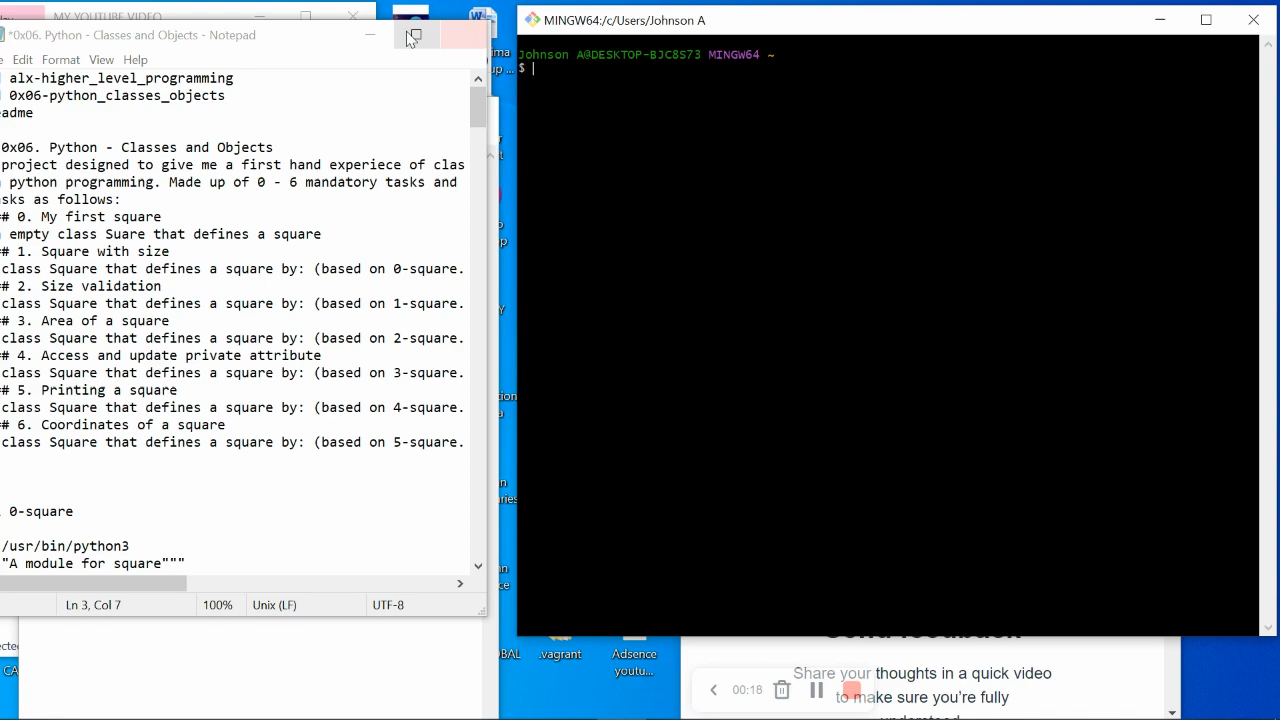 MY YOUTUBE VIDEO
*0x06. Python - Classes and Objects - Notepad
Edit Format View Help
alx-higher_level_programming
0x06-python_classes_objects
0x06. Python - Classes and Objects
project designed to give me a first hand experiece of clas
python programming. Made up of 0 - 6 mandatory tasks and
as follows:
## 0. My first square
empty class Suare that defines a square
## 1. Square with size
class Square that defines a square by: (based on 0-square.
## 2. Size validation
class Square that defines a square by: (based on 1-square.
## 3. Area of a square
class Square that defines a square by: (based on 2-square.
## 4. Access and update private attribute
class Square that defines a square by: (based on 3-square.
## 5. Printing a square
class Square that defines a square by: (based on 4-square.
## 6. Coordinates of a square
class Square that defines a square by: (based on 5-square.
0-square
/usr/bin/python3
"A module for square"""
Ln 3, Col 7 100% Unix (LF) UTF-8
MINGW64:/c/Users/Johnson A
Johnson A@DESKTOP-BJC8S73 MINGW64 ~
$
.vagrant
Adsence
youtu...
Send feedback
Share your thoughts in a quick video
to make sure you're fully
understood
00:18